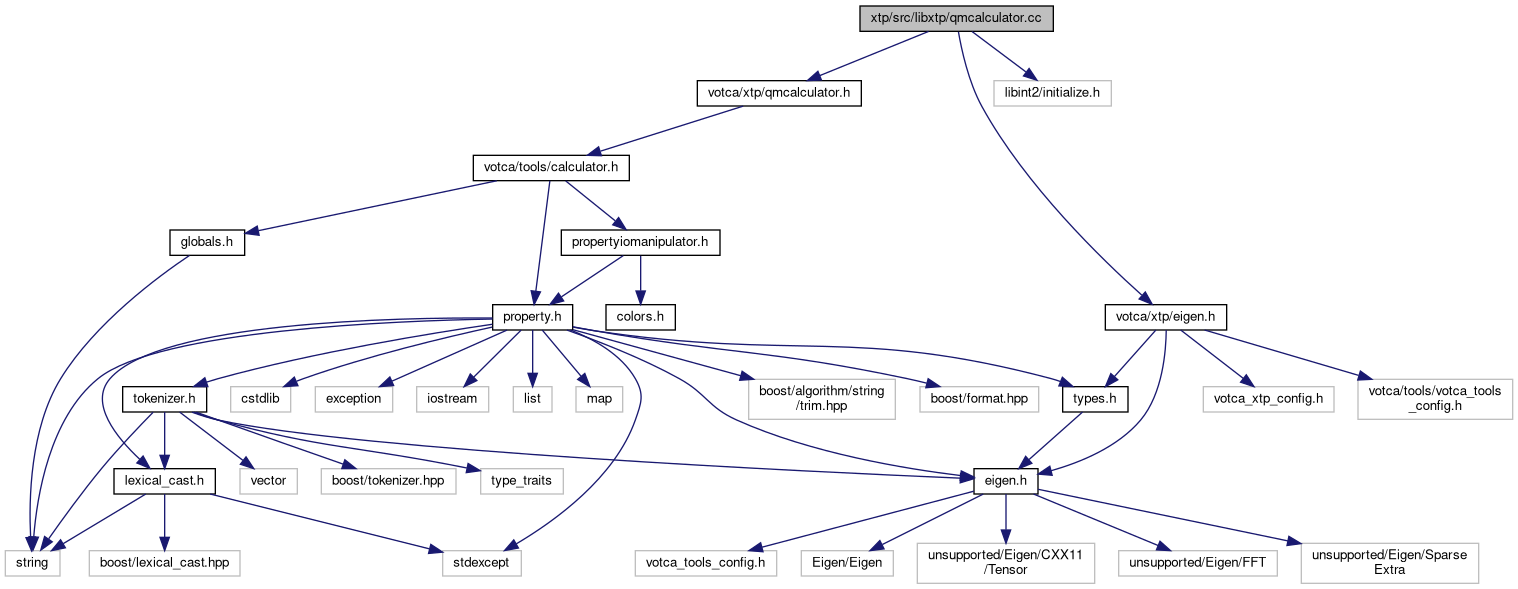 xtp/src/libxtp/qmcalculator.cc
votca/xtp/qmcalculator.h
libint2/initialize.h
votca/tools/calculator.h
globals.h
propertyiomanipulator.h
property.h
colors.h
votca/xtp/eigen.h
tokenizer.h
cstdlib
exception
iostream
list
map
boost/algorithm/string
/trim.hpp
boost/format.hpp
types.h
votca_xtp_config.h
votca/tools/votca_tools
_config.h
lexical_cast.h
vector
boost/tokenizer.hpp
type_traits
eigen.h
string
boost/lexical_cast.hpp
stdexcept
votca_tools_config.h
Eigen/Eigen
unsupported/Eigen/CXX11
/Tensor
unsupported/Eigen/FFT
unsupported/Eigen/Sparse
Extra